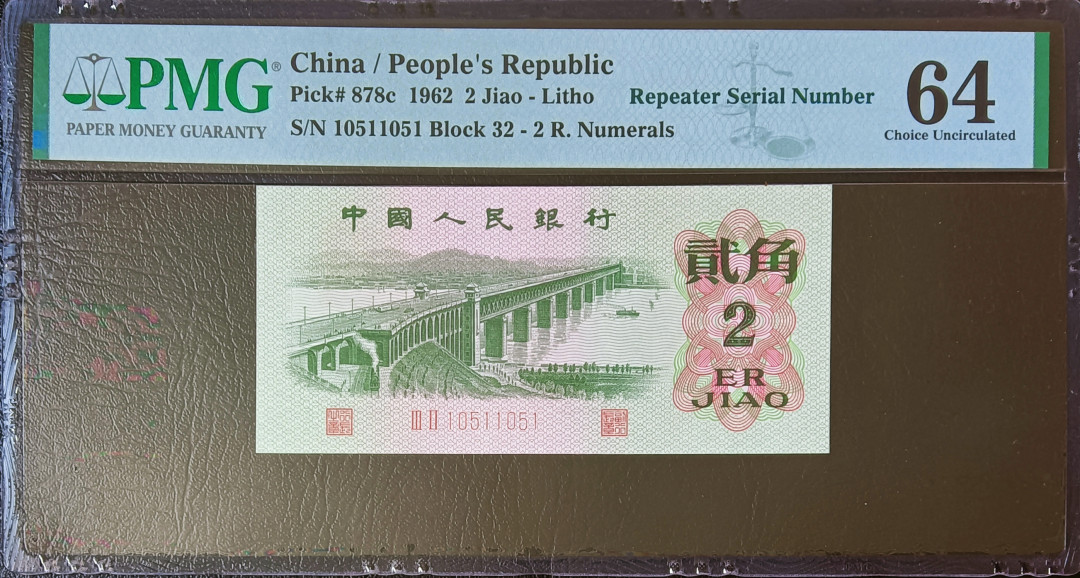 PMG®
PAPER MONEY GUARANTY
China / People's Republic
Pick# 878c 1962 2 Jiao - Litho
Repeater Serial Number
S/N 10511051 Block 32 - 2 R. Numerals
64
Choice Uncirculated
中國人民銀行
貳角
2
ER
JIAO
III II 10511051